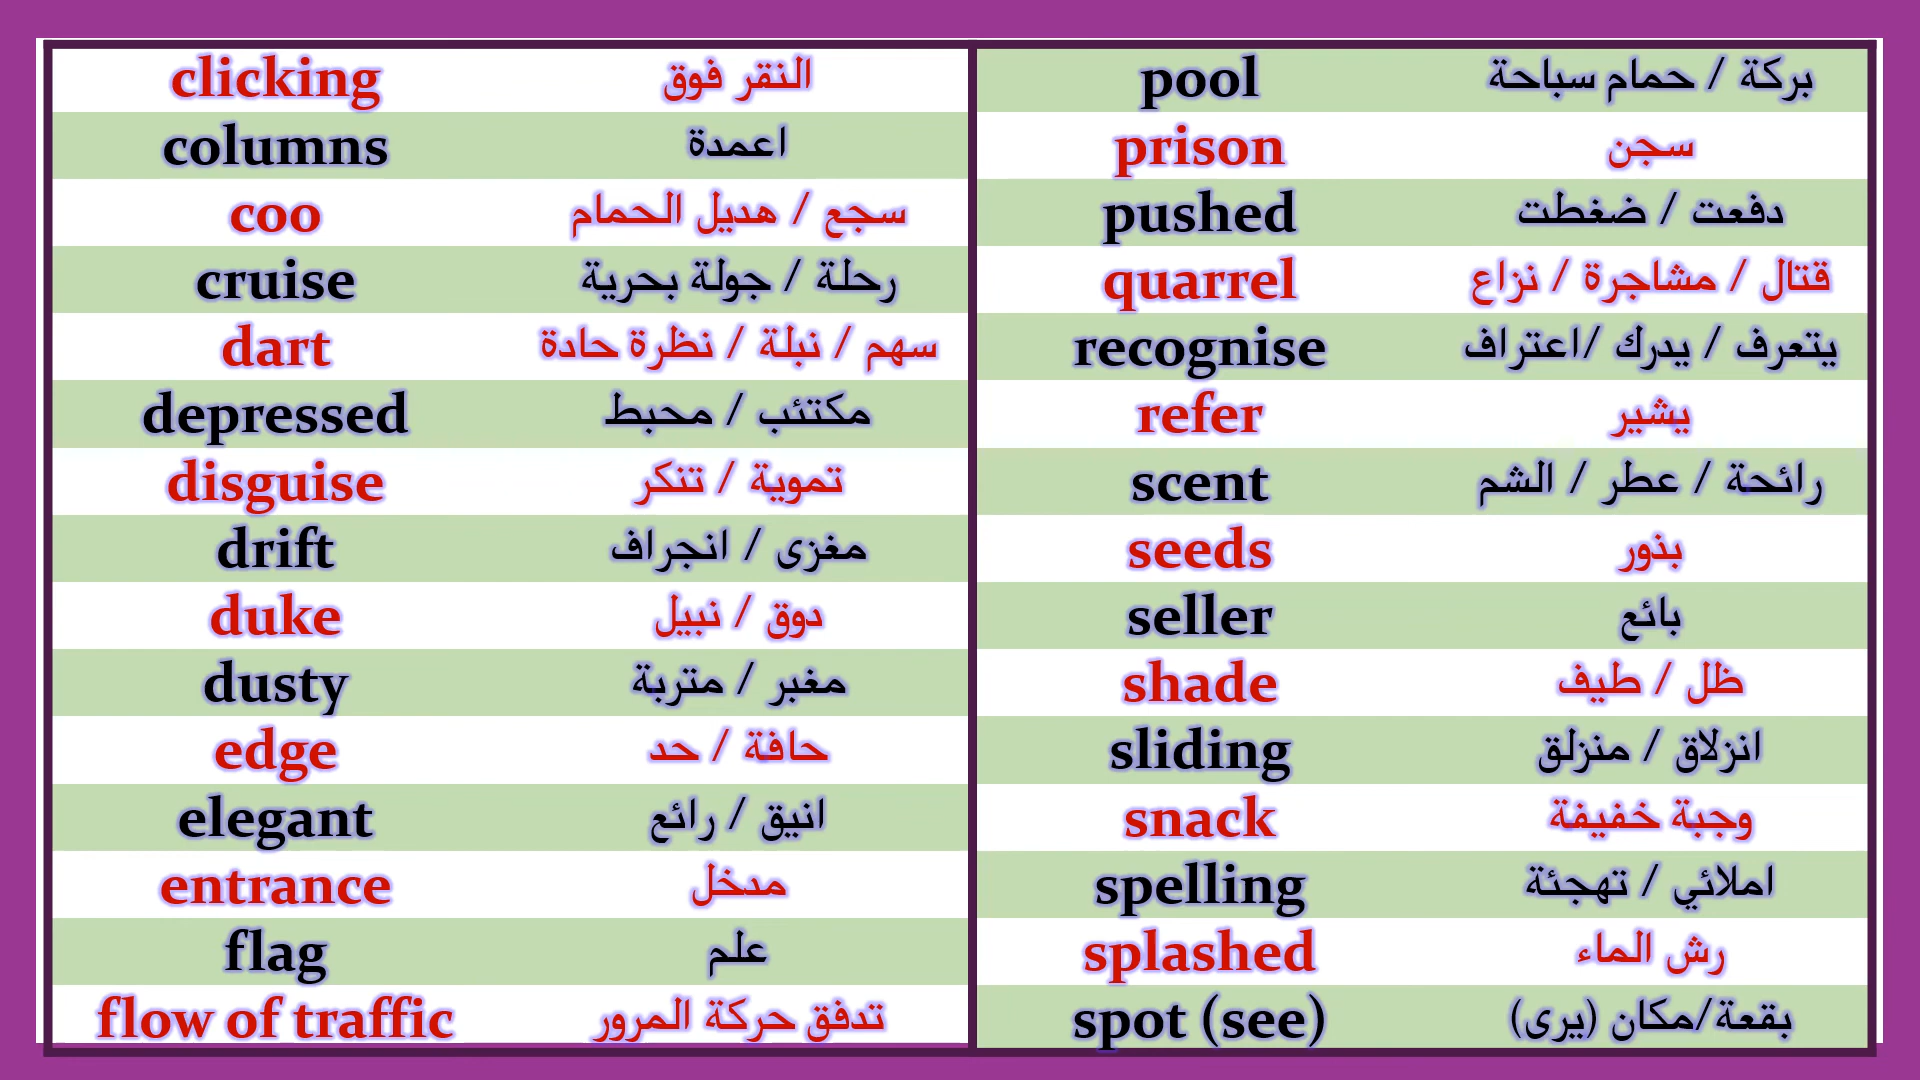 clicking النقر فوق
columns اعمدة
coo سجع / هديل الحمام
cruise رحلة / جولة بحرية
dart سهم / نبلة / نظرة حادة
depressed مكتئب / محبط
disguise تموية / تنكر
drift مغزى / انجراف
duke دوق / نبيل
dusty مغبر / متربة
edge حافة / حد
elegant انيق / رائع
entrance مدخل
flag علم
flow of traffic تدفق حركة المرور
pool بركة / حمام سباحة
prison سجن
pushed دفعت / ضغطت
quarrel قتال / مشاجرة / نزاع
recognise يتعرف / يدرك /اعتراف
refer يشير
scent رائحة / عطر / الشم
seeds بذور
seller بائع
shade ظل / طيف
sliding انزلاق / منزلق
snack وجبة خفيفة
spelling املائي / تهجئة
splashed رش الماء
spot (see) بقعة/مكان (يرى)